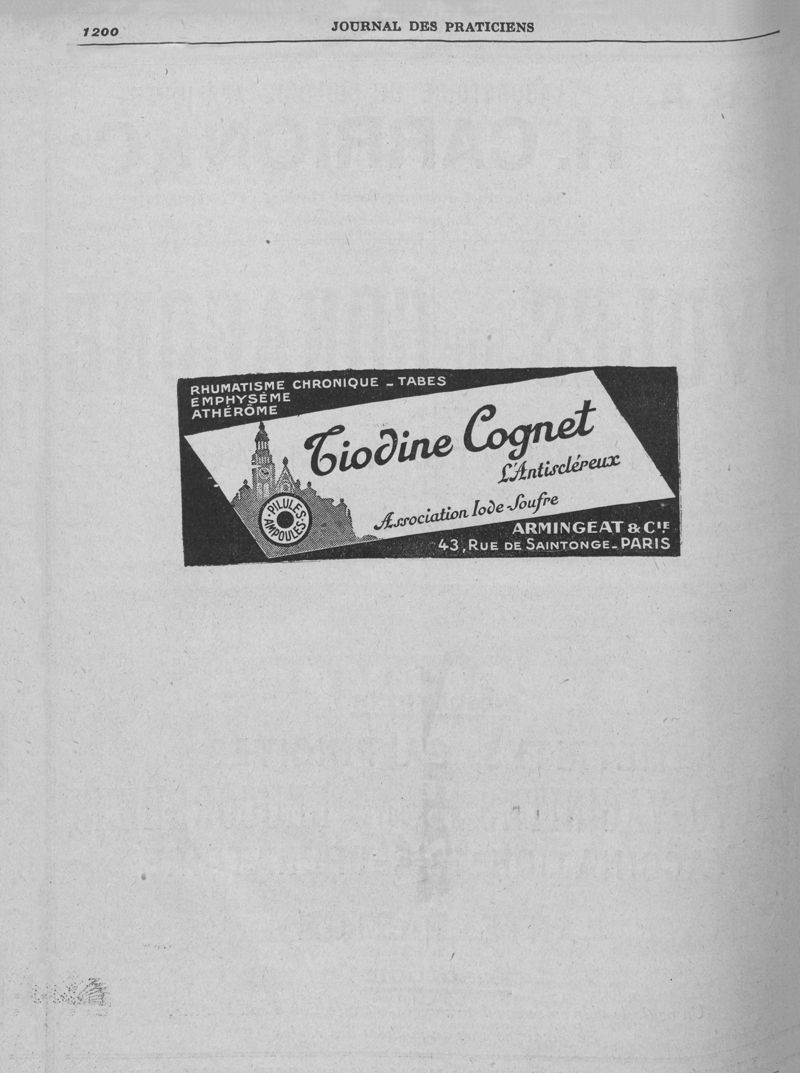 1200
JOURNAL DES PRATICIENS
RHUMATISME CHRONIQUE - TABES
EMPHYSÈME
ATHÉRÔME
Tiodine Cognet
L'Antiscléreux
PILULES
AMPOULES
Association Iode-Soufre
ARMINGEAT & CIE
43, RUE DE SAINTONGE - PARIS